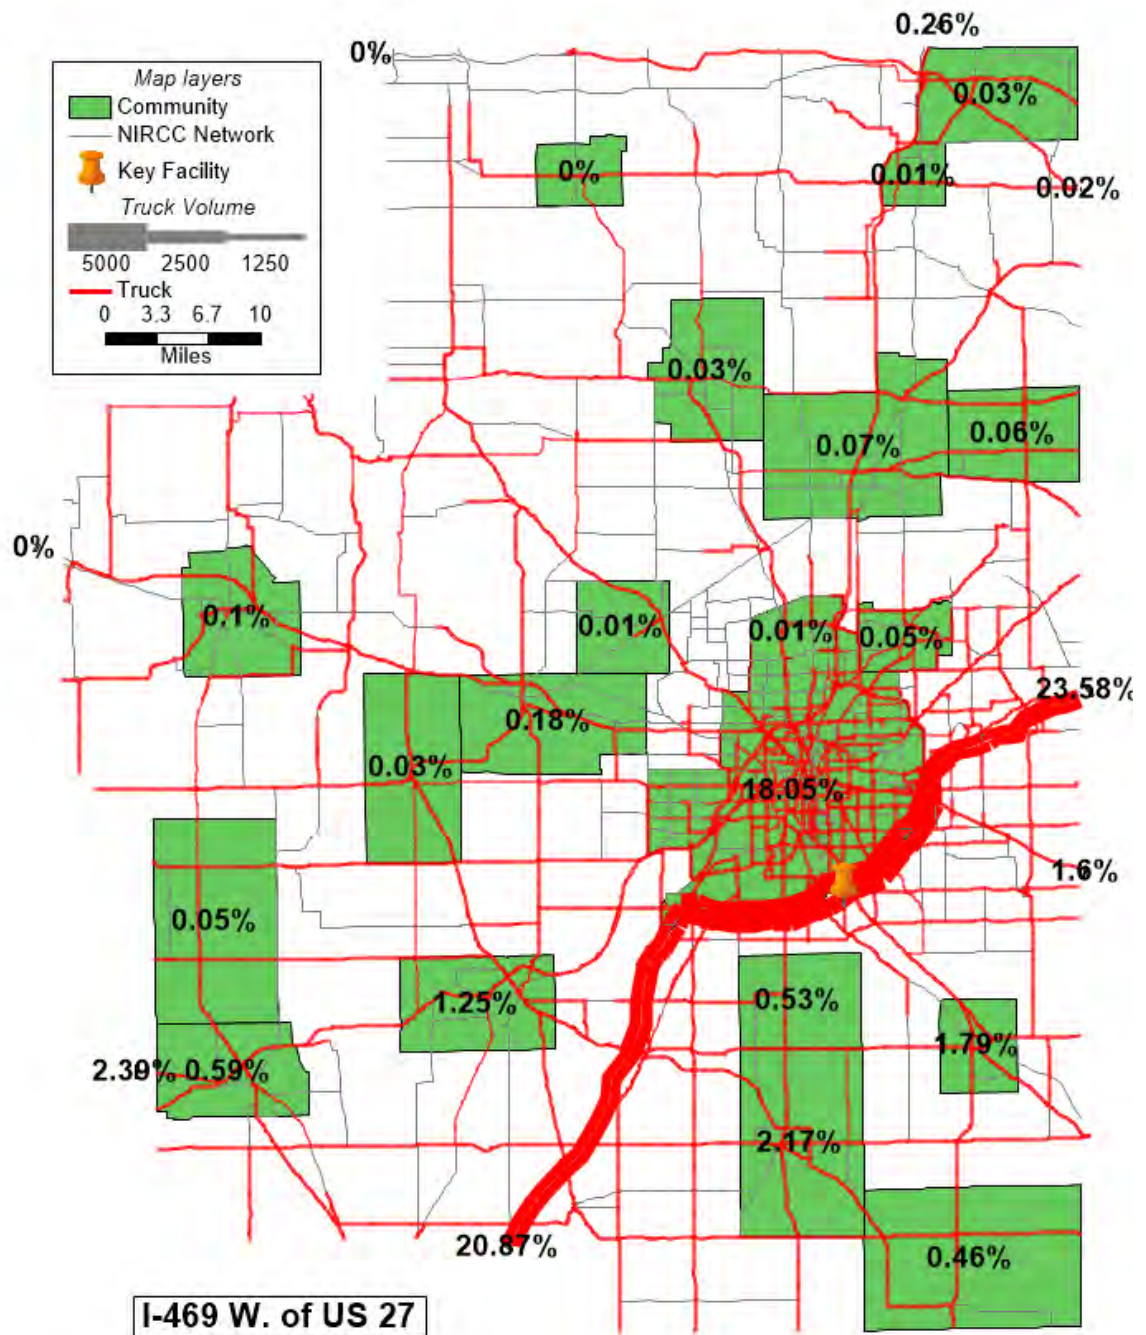 0.26%
0%
Map layers
Community
NIRCC Network
Key Facility
Truck Volume
5000 2500 1250
Truck
0 3.3 6.7 10
Miles
0.03%
0%
0.01%
0.02%
0.03%
0.07%
0.06%
0%
0.1%
0.01%
0.01%
0.05%
23.58%
0.18%
0.03%
18.05%
1.6%
0.05%
1.25%
0.53%
1.79%
2.39%
0.59%
2.17%
20.87%
0.46%
I-469 W. of US 27